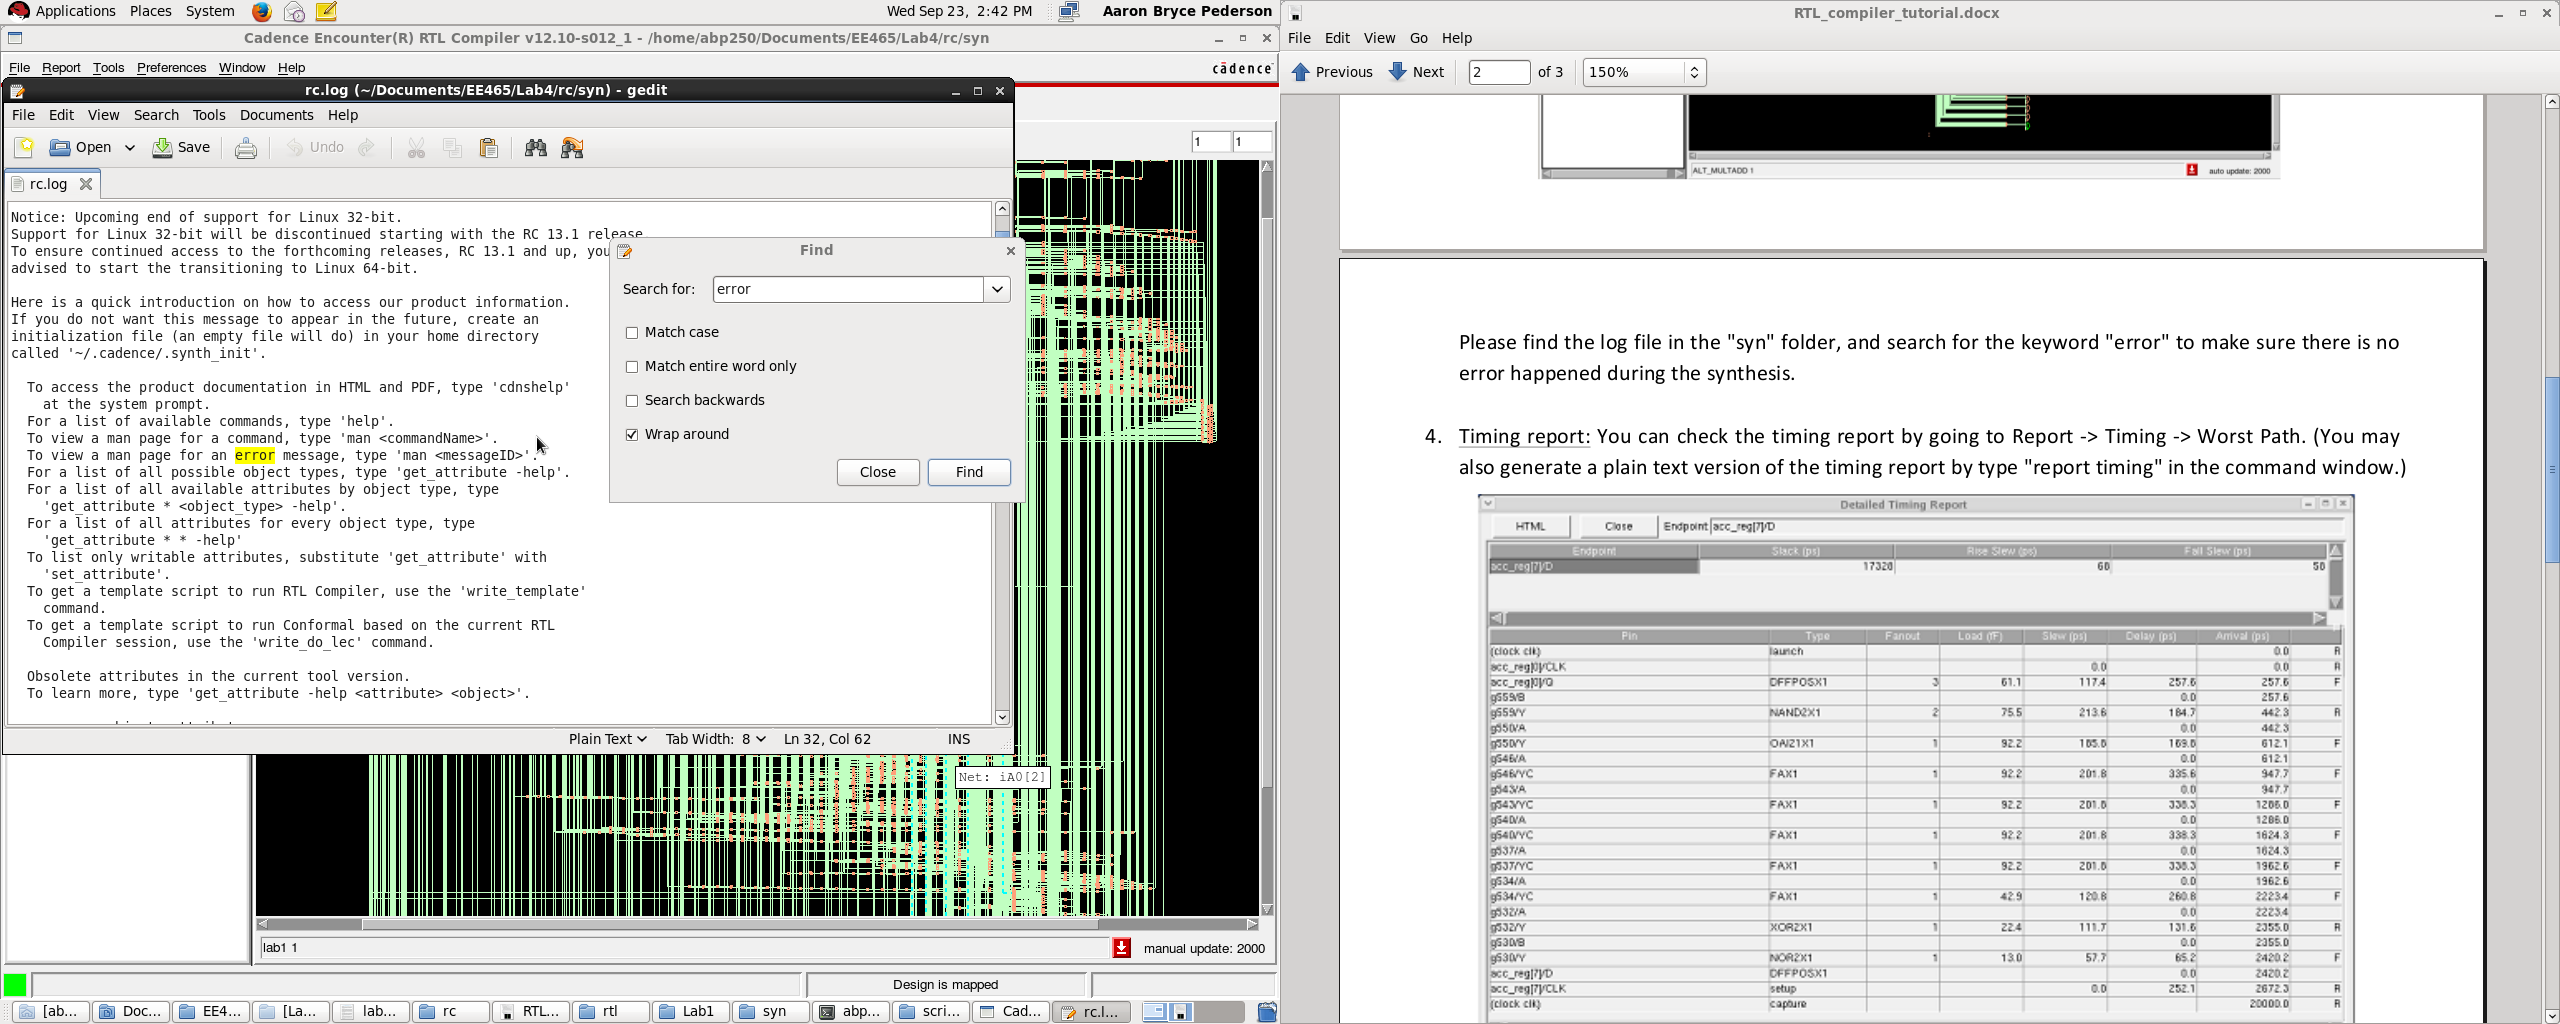 Applications Places System Wed Sep 23, 2:42 PM Aaron Bryce Pederson
Cadence Encounter(R) RTL Compiler v12.10-s012_1 - /home/abp250/Documents/EE465/Lab4/rc/syn
File Report Tools Preferences Window Help cādence
rc.log (~/Documents/EE465/Lab4/rc/syn) - gedit
File Edit View Search Tools Documents Help
Open Save Undo
1 1
rc.log
Notice: Upcoming end of support for Linux 32-bit.
Support for Linux 32-bit will be discontinued starting with the RC 13.1 release.
To ensure continued access to the forthcoming releases, RC 13.1 and up, you
advised to start the transitioning to Linux 64-bit.
Here is a quick introduction on how to access our product information.
If you do not want this message to appear in the future, create an
initialization file (an empty file will do) in your home directory
called '~/.cadence/.synth_init'.
To access the product documentation in HTML and PDF, type 'cdnshelp'
at the system prompt.
For a list of available commands, type 'help'.
To view a man page for a command, type 'man <commandName>'.
To view a man page for an error message, type 'man <messageID>'.
For a list of all possible object types, type 'get_attribute -help'.
For a list of all available attributes by object type, type
'get_attribute * <object_type> -help'.
For a list of all attributes for every object type, type
'get_attribute * * -help'
To list only writable attributes, substitute 'get_attribute' with
'set_attribute'.
To get a template script to run RTL Compiler, use the 'write_template'
command.
To get a template script to run Conformal based on the current RTL
Compiler session, use the 'write_do_lec' command.
Obsolete attributes in the current tool version.
To learn more, type 'get_attribute -help <attribute> <object>'.
Plain Text Tab Width: 8 Ln 32, Col 62 INS
Find
Search for: error
Match case
Match entire word only
Search backwards
Wrap around
Close Find
Net: iA0[2]
lab1 1 manual update: 2000
Design is mapped
[ab... Doc... EE4... [La... lab... rc RTL... rtl Lab1 syn abp... scri... Cad... rc.l...
RTL_compiler_tutorial.docx
File Edit View Go Help
Previous Next 2 of 3 150%
ALT_MULTADD 1 auto update: 2000
Please find the log file in the "syn" folder, and search for the keyword "error" to make sure there is no
error happened during the synthesis.
4. Timing report: You can check the timing report by going to Report -> Timing -> Worst Path. (You may
also generate a plain text version of the timing report by type "report timing" in the command window.)
Detailed Timing Report
HTML Close Endpoint acc_reg[7]/D
Endpoint Slack (ps) Rise Slew (ps) Fall Slew (ps)
acc_reg[7]/D 17328 60 50
Pin Type Fanout Load (fF) Slew (ps) Delay (ps) Arrival (ps)
(clock clk) launch 0.0 R
acc_reg[0]/CLK 0.0 0.0 R
acc_reg[0]/Q DFFPOSX1 3 61.1 117.4 257.6 257.6 F
g559/B 0.0 257.6
g559/Y NAND2X1 2 75.5 213.6 184.7 442.3 R
g550/A 0.0 442.3
g550/Y OAI21X1 1 92.2 169.8 612.1 F
g546/A 0.0 612.1
g546/YC FAX1 1 92.2 201.8 335.6 947.7 F
g543/A 0.0 947.7
g543/YC FAX1 1 92.2 201.8 338.3 1286.0 F
g540/A 0.0 1286.0
g540/YC FAX1 1 92.2 201.8 338.3 1624.3 F
g537/A 0.0 1624.3
g537/YC FAX1 1 92.2 201.8 338.3 1962.6 F
g534/A 0.0 1962.6
g534/YC FAX1 1 42.9 120.8 260.8 2223.4 F
g532/A 0.0 2223.4
g532/Y XOR2X1 1 22.4 111.7 131.6 2355.0 R
g530/B 0.0 2355.0
g530/Y NOR2X1 1 13.0 57.7 65.2 2420.2 F
acc_reg[7]/D DFFPOSX1 0.0 2420.2
acc_reg[7]/CLK setup 0.0 252.1 2672.3 R
(clock clk) capture 20000.0 R